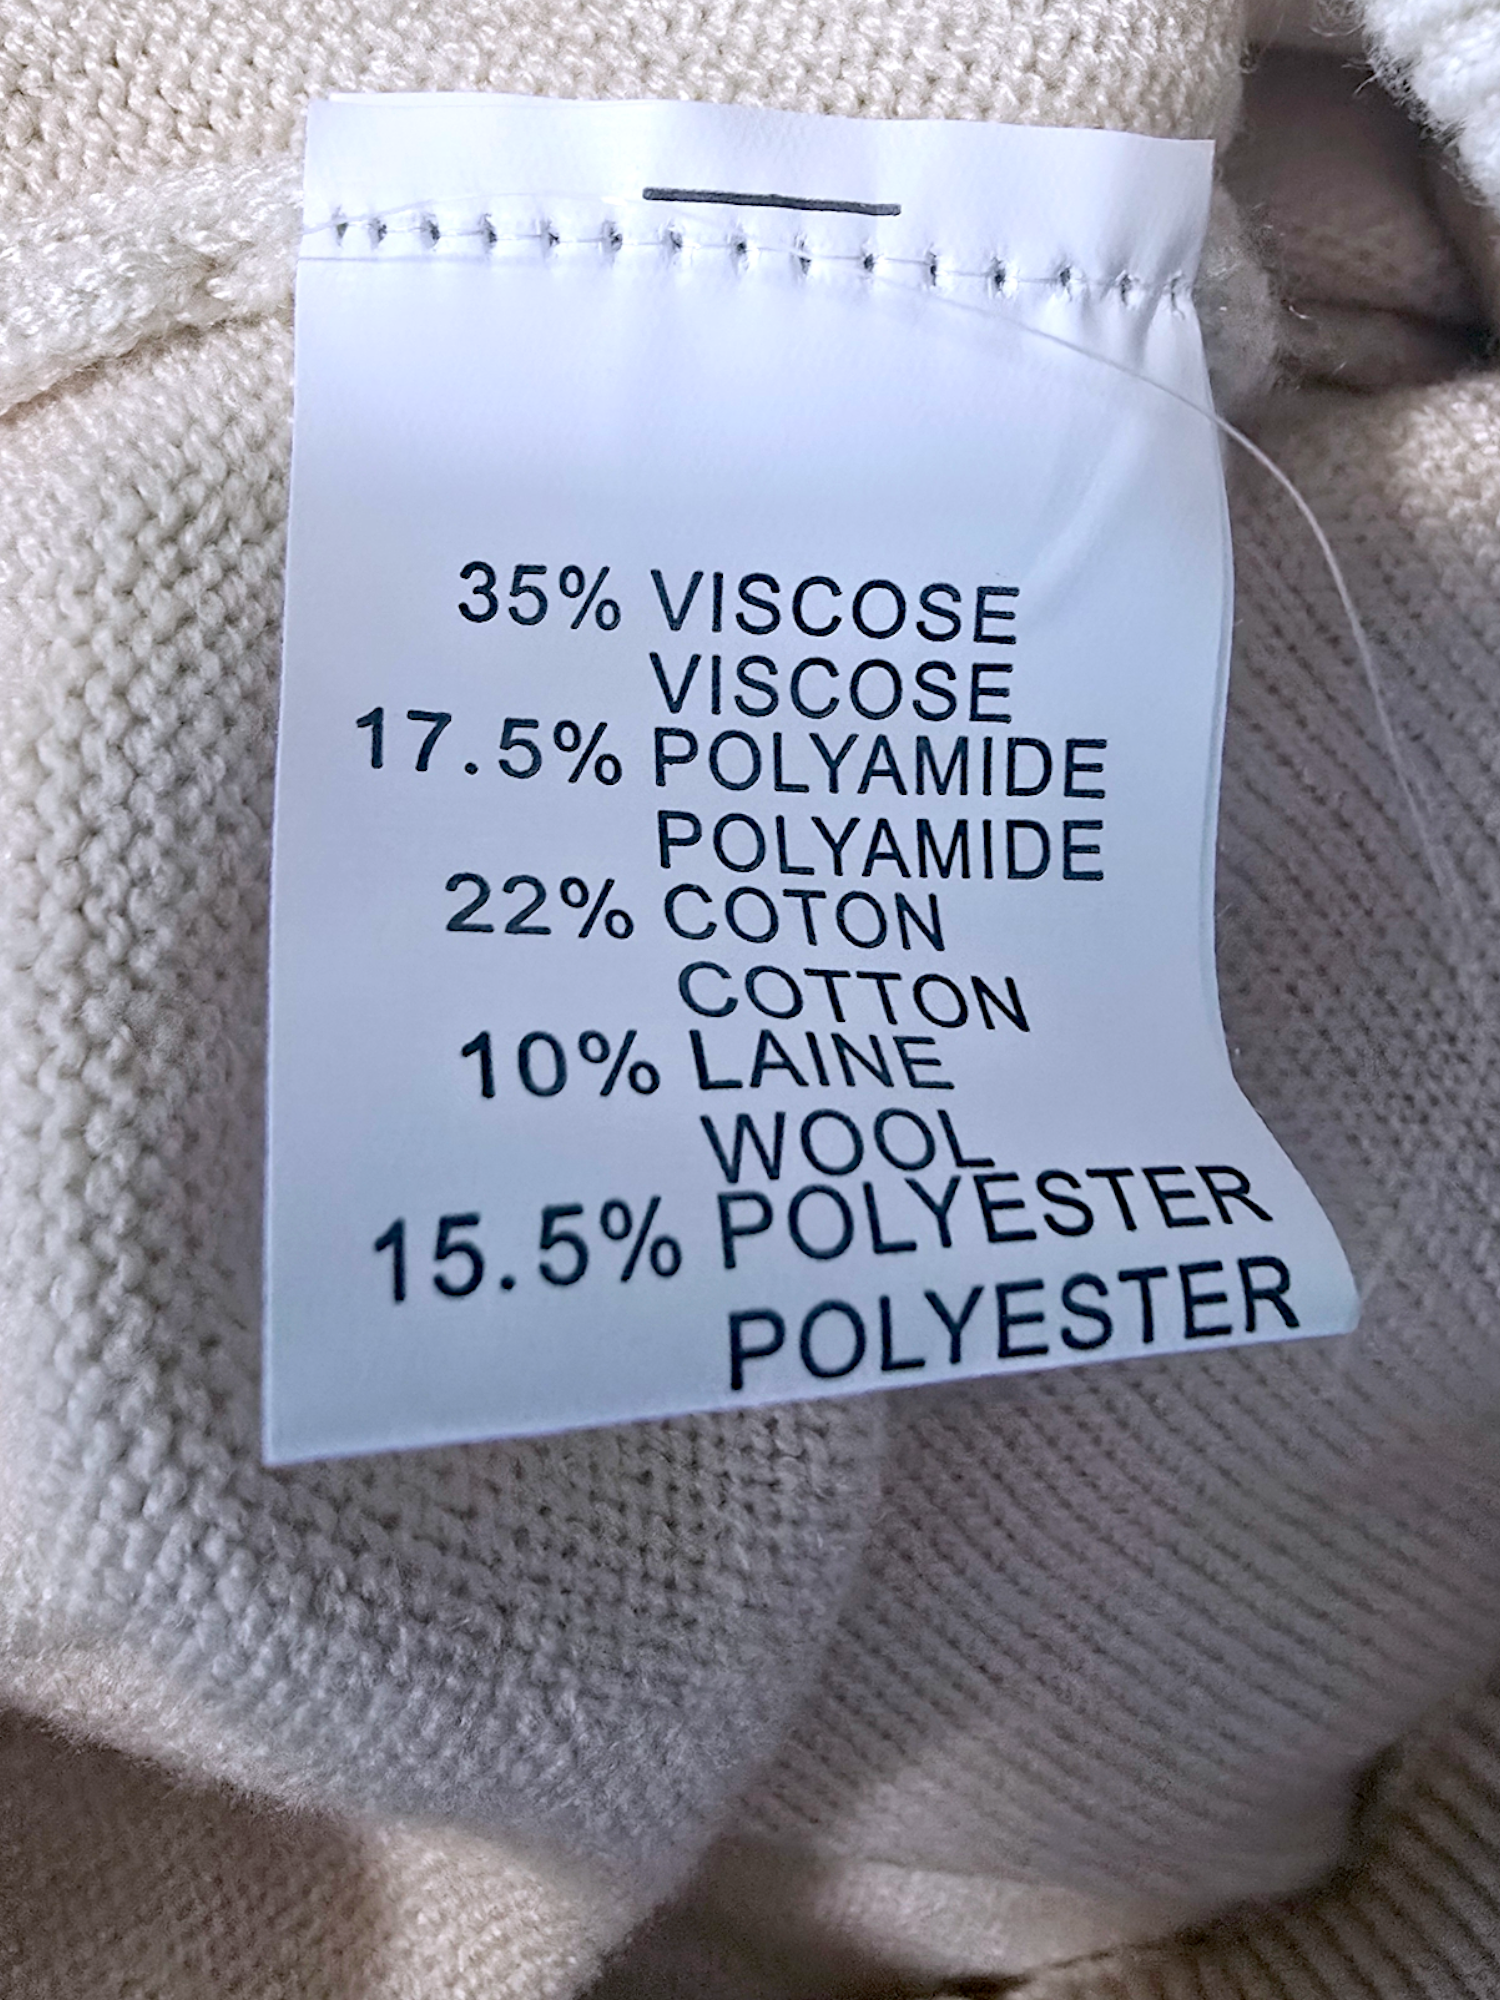 35% VISCOSE
VISCOSE
17.5% POLYAMIDE
POLYAMIDE
22% COTON
COTTON
10% LAINE
WOOL
15.5% POLYESTER
POLYESTER